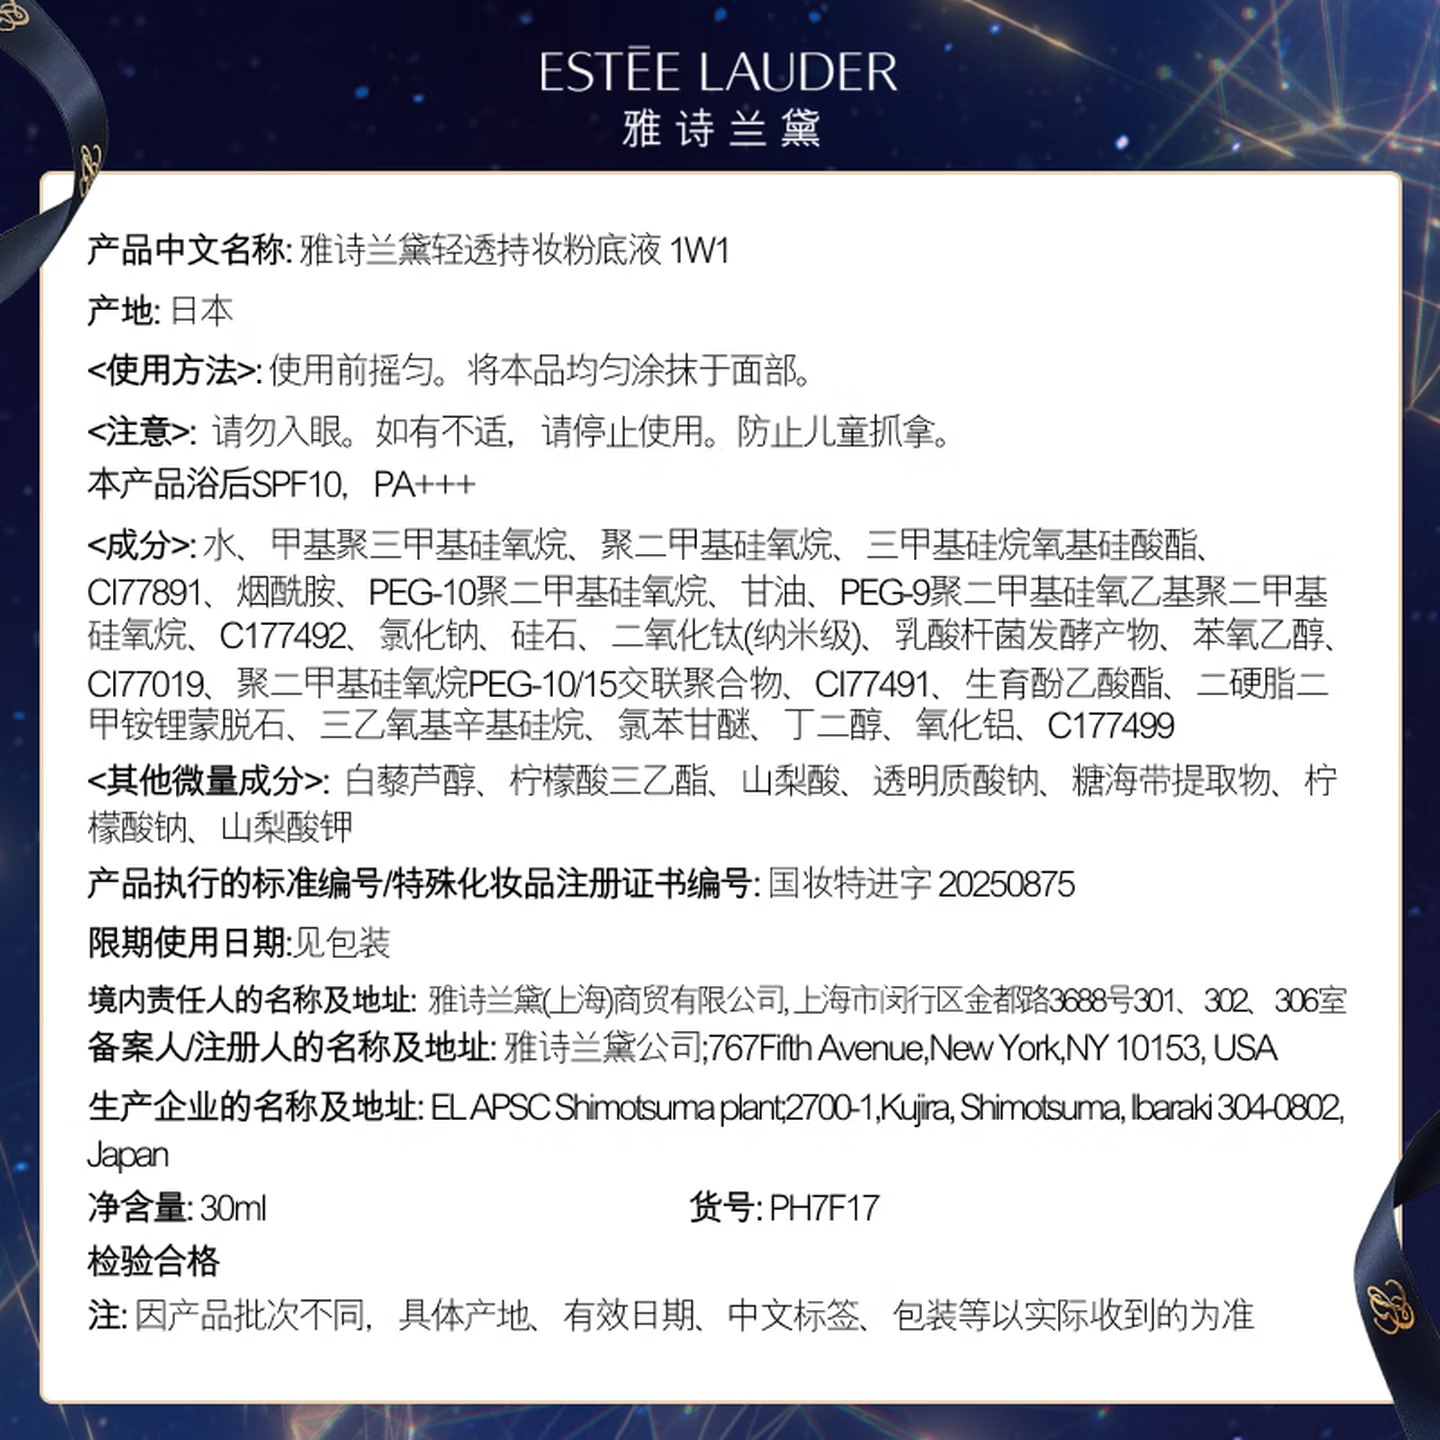 ESTĒE LAUDER
雅诗兰黛
产品中文名称: 雅诗兰黛轻透持妆粉底液 1W1
产地: 日本
<使用方法>: 使用前摇匀。将本品均匀涂抹于面部。
<注意>: 请勿入眼。如有不适, 请停止使用。防止儿童抓拿。
本产品浴后SPF10, PA+++
<成分>: 水、甲基聚三甲基硅氧烷、聚二甲基硅氧烷、三甲基硅烷氧基硅酸酯、
CI77891、烟酰胺、PEG-10聚二甲基硅氧烷、甘油、PEG-9聚二甲基硅氧乙基聚二甲基
硅氧烷、C177492、氯化钠、硅石、二氧化钛(纳米级)、乳酸杆菌发酵产物、苯氧乙醇、
CI77019、聚二甲基硅氧烷PEG-10/15交联聚合物、CI77491、生育酚乙酸酯、二硬脂二
甲铵锂蒙脱石、三乙氧基辛基硅烷、氯苯甘醚、丁二醇、氧化铝、C177499
<其他微量成分>: 白藜芦醇、柠檬酸三乙酯、山梨酸、透明质酸钠、糖海带提取物、柠
檬酸钠、山梨酸钾
产品执行的标准编号/特殊化妆品注册证书编号: 国妆特进字 20250875
限期使用日期:见包装
境内责任人的名称及地址: 雅诗兰黛(上海)商贸有限公司, 上海市闵行区金都路3688号301、302、306室
备案人/注册人的名称及地址: 雅诗兰黛公司;767Fifth Avenue,New York,NY 10153, USA
生产企业的名称及地址: EL APSC Shimotsuma plant;2700-1,Kujira, Shimotsuma, Ibaraki 304-0802,
Japan
净含量: 30ml 货号: PH7F17
检验合格
注: 因产品批次不同, 具体产地、有效日期、中文标签、包装等以实际收到的为准